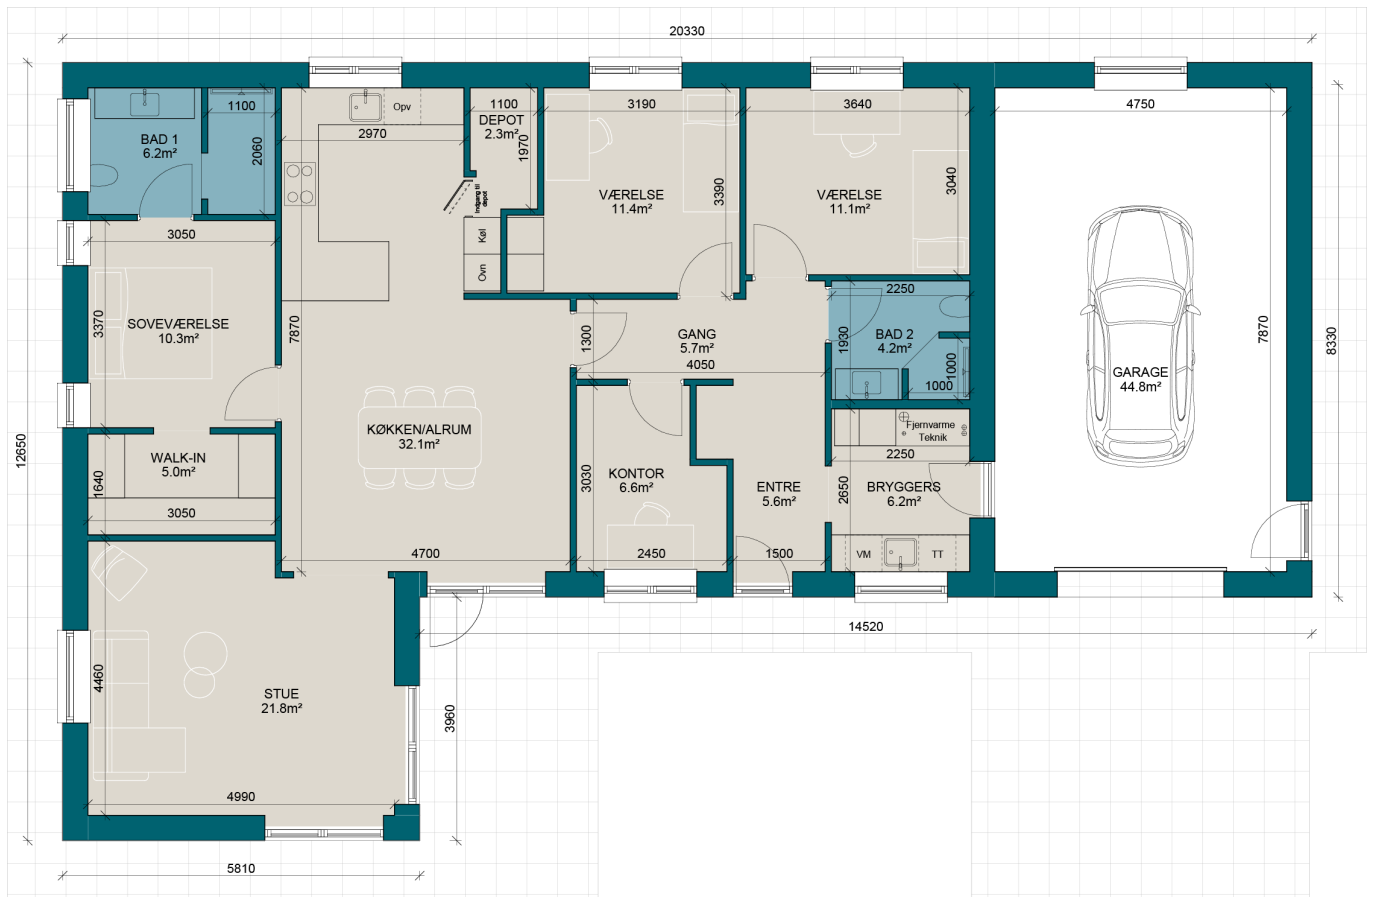 20330
1100
2970
Opv
1100
DEPOT
2.3m²
1970
3190
3640
4750
BAD 1
6.2m²
2060
Indgang til
depot
VÆRELSE
11.4m²
3390
VÆRELSE
11.1m²
3040
3050
Køl
Ovn
SOVEVÆRELSE
10.3m²
3370
7870
1300
GANG
5.7m²
4050
2250
BAD 2
4.2m²
1930
1000
1000
7870
8330
GARAGE
44.8m²
12650
KØKKEN/ALRUM
32.1m²
WALK-IN
5.0m²
1640
3050
KONTOR
6.6m²
3030
ENTRE
5.6m²
Fjernvarme
Teknik
2250
2650
BRYGGERS
6.2m²
4700
2450
1500
VM
TT
14520
4460
STUE
21.8m²
3960
4990
5810